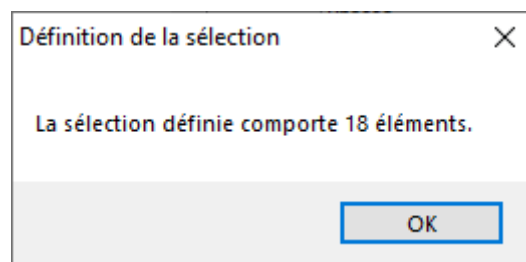 Définition de la sélection
La sélection définie comporte 18 éléments.
OK